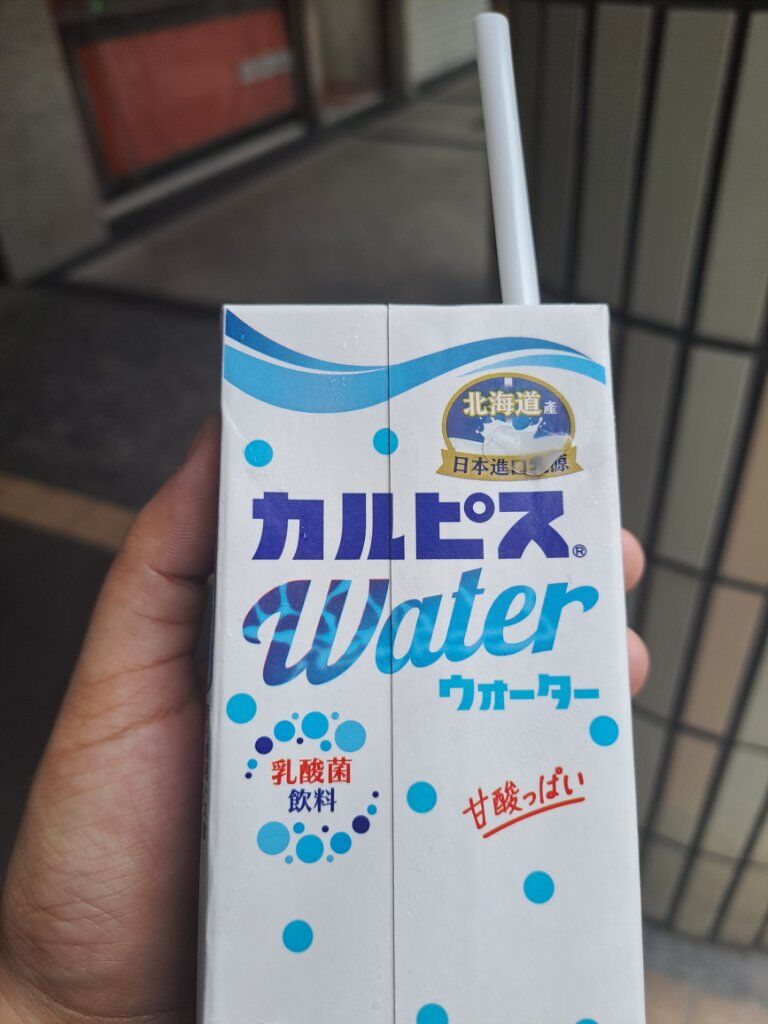 北海道産
日本進口乳源
カルピス®
Water
ウォーター
乳酸菌
飲料
甘酸っぱい